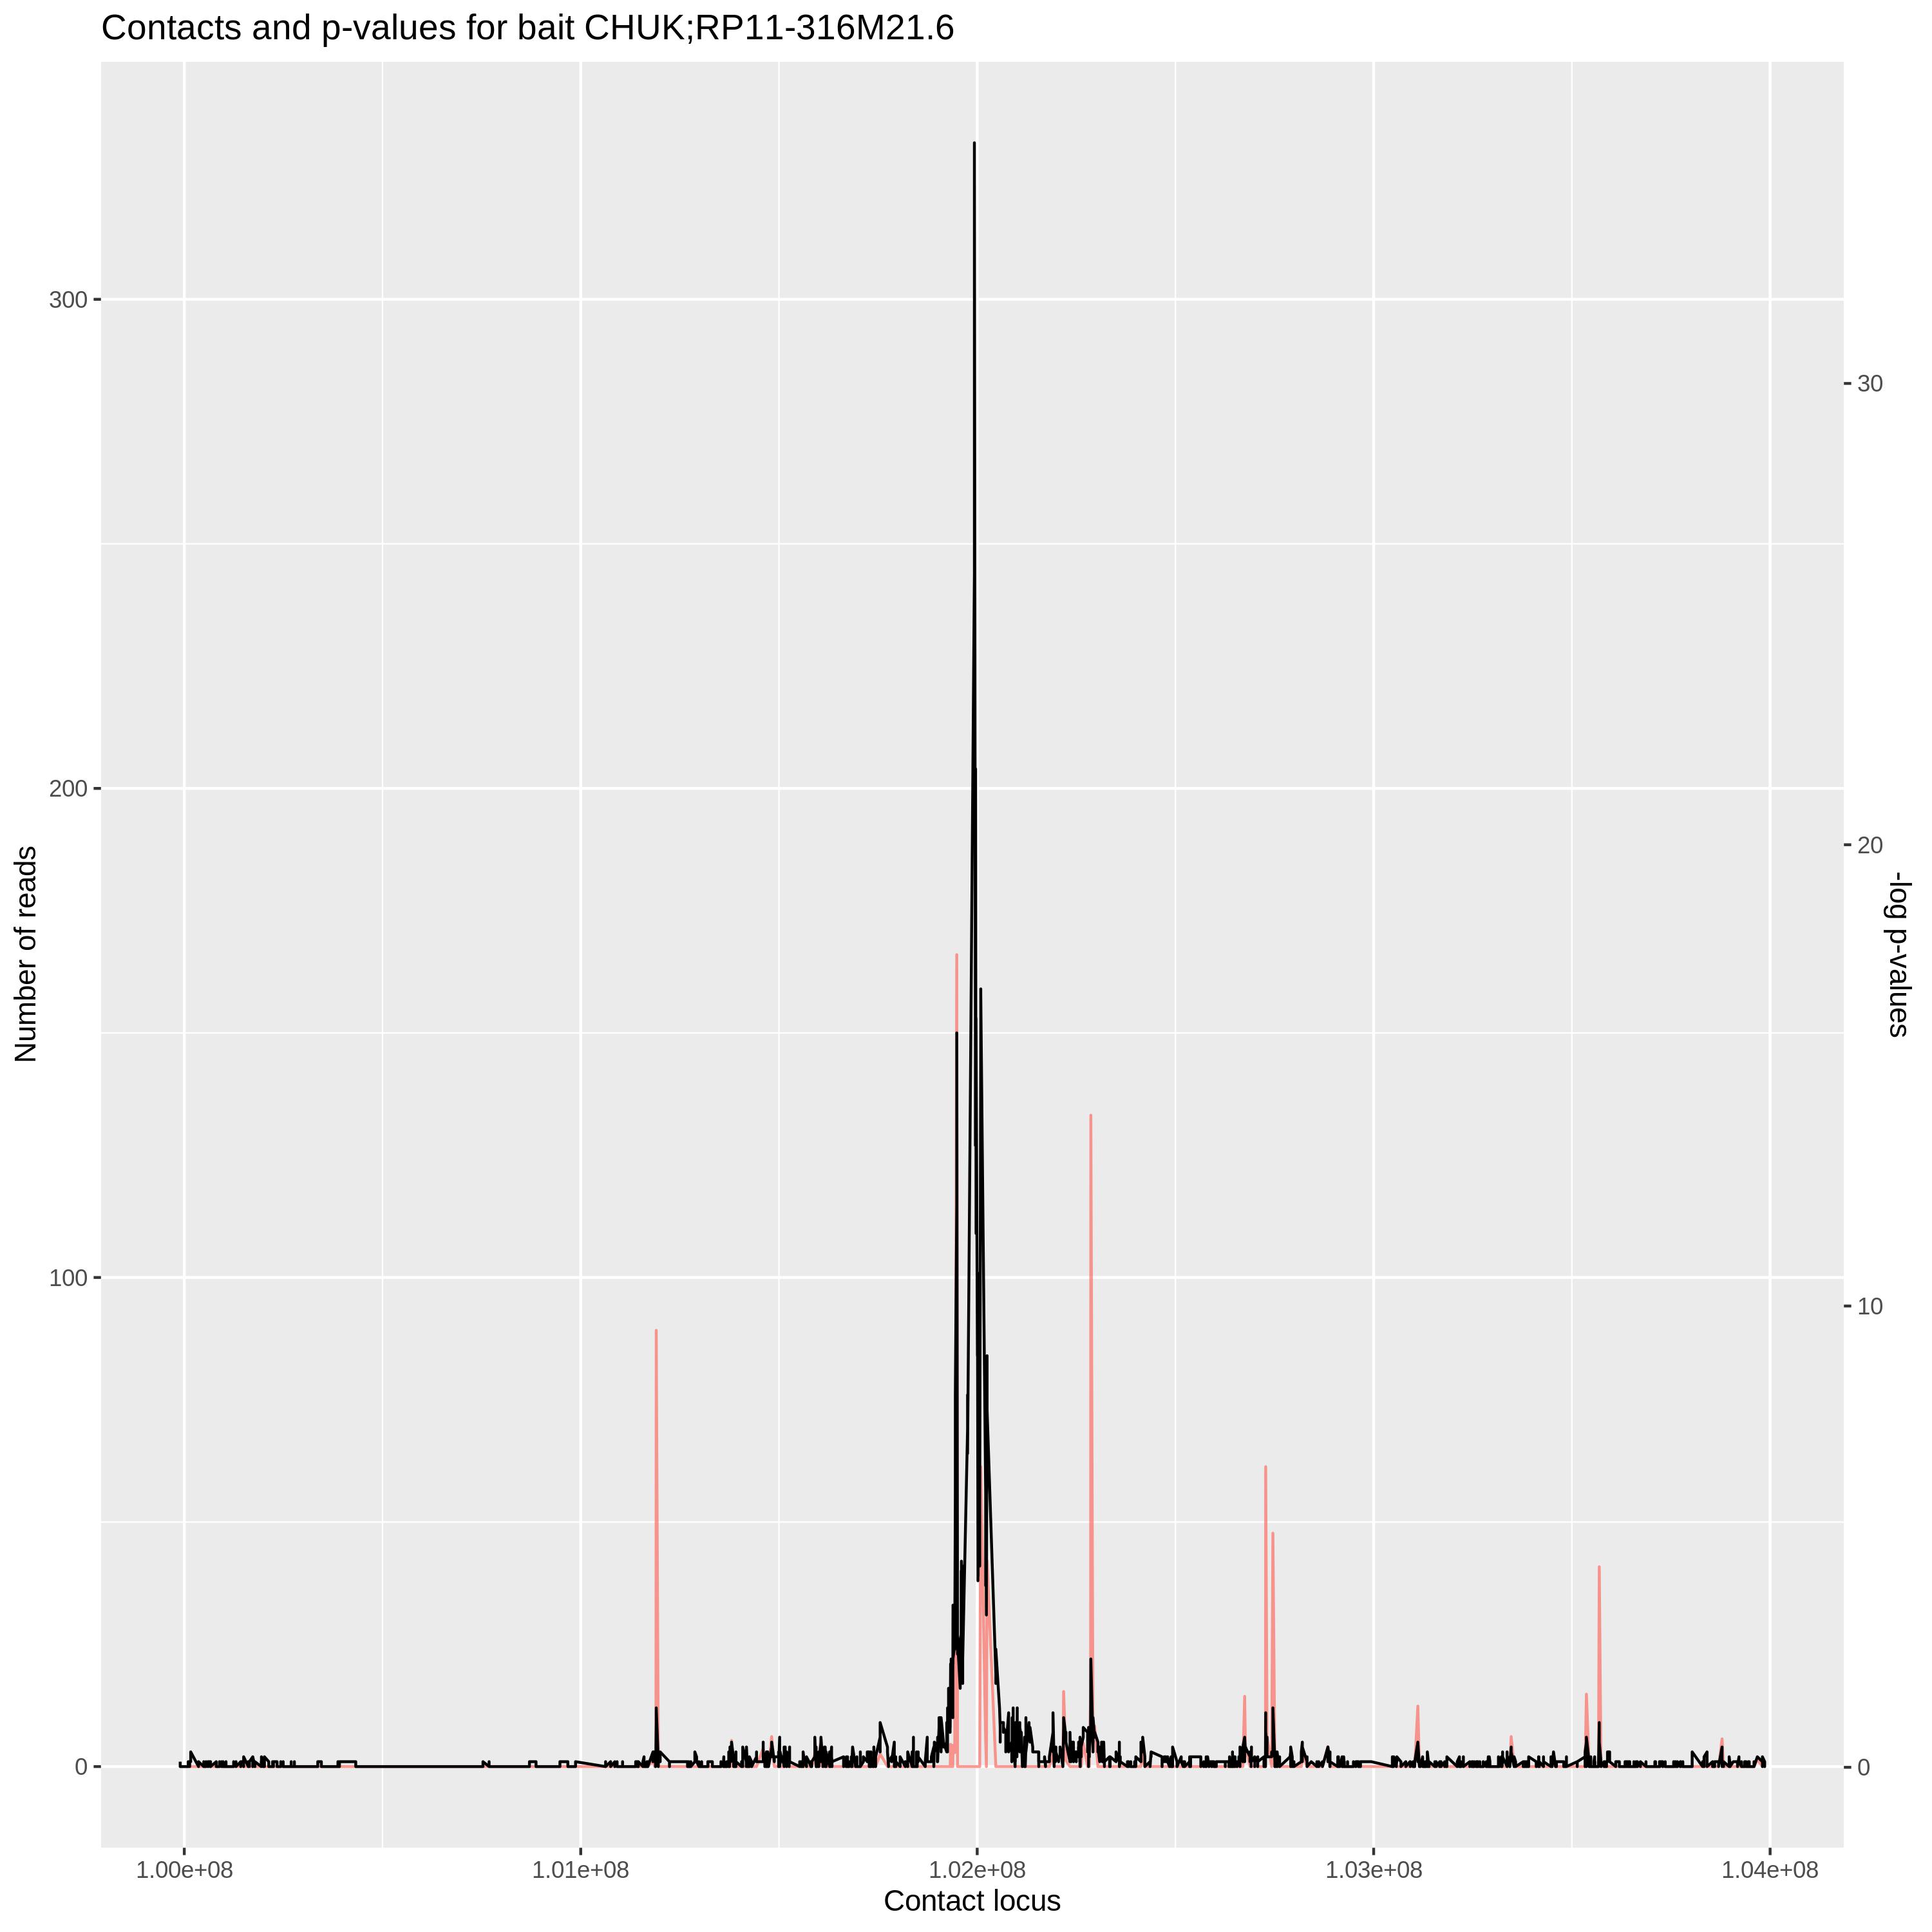 Contacts and p-values for bait CHUK;RP11-316M21.6
Number of reads
300
200
100
0
30
20
10
0
-log p-values
1.00e+08 1.01e+08 1.02e+08 1.03e+08 1.04e+08
Contact locus